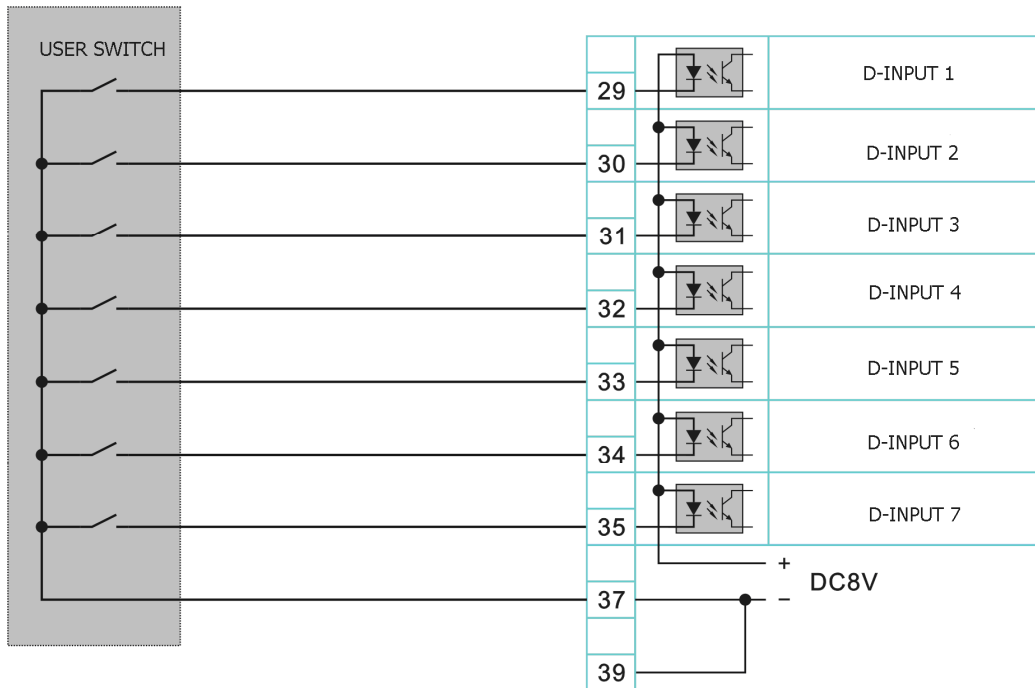 USER SWITCH
29 D-INPUT 1
30 D-INPUT 2
31 D-INPUT 3
32 D-INPUT 4
33 D-INPUT 5
34 D-INPUT 6
35 D-INPUT 7
+
DC8V
37 −
39